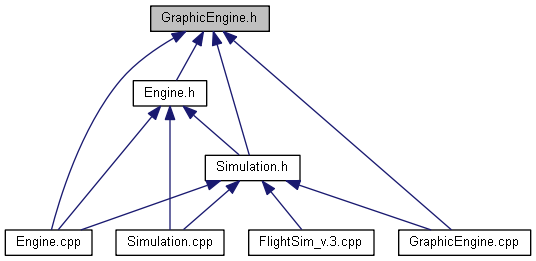 GraphicEngine.h
Engine.h
Simulation.h
Engine.cpp
Simulation.cpp
FlightSim_v.3.cpp
GraphicEngine.cpp